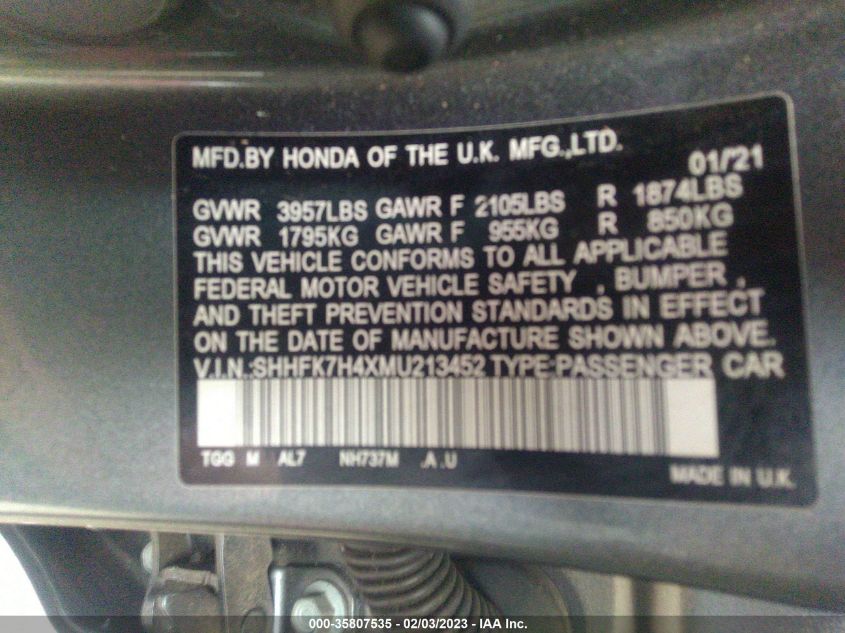 MFD.BY HONDA OF THE U.K. MFG.,LTD. 01/'21
GVWR 3957LBS GAWR F 2105LBS R 1874LBS
GVWR 1795KG GAWR F 955KG R 850KG
THIS VEHICLE CONFORMS TO ALL APPLICABLE
FEDERAL MOTOR VEHICLE SAFETY , BUMPER ,
AND THEFT PREVENTION STANDARDS IN EFFECT
ON THE DATE OF MANUFACTURE SHOWN ABOVE.
V.I.N.:SHHFK7H4XMU213452 TYPE:PASSENGER CAR
TGG M AL7 NH737M .A .U
MADE IN U.K.
000-35807535 - 02/03/2023 - IAA Inc.